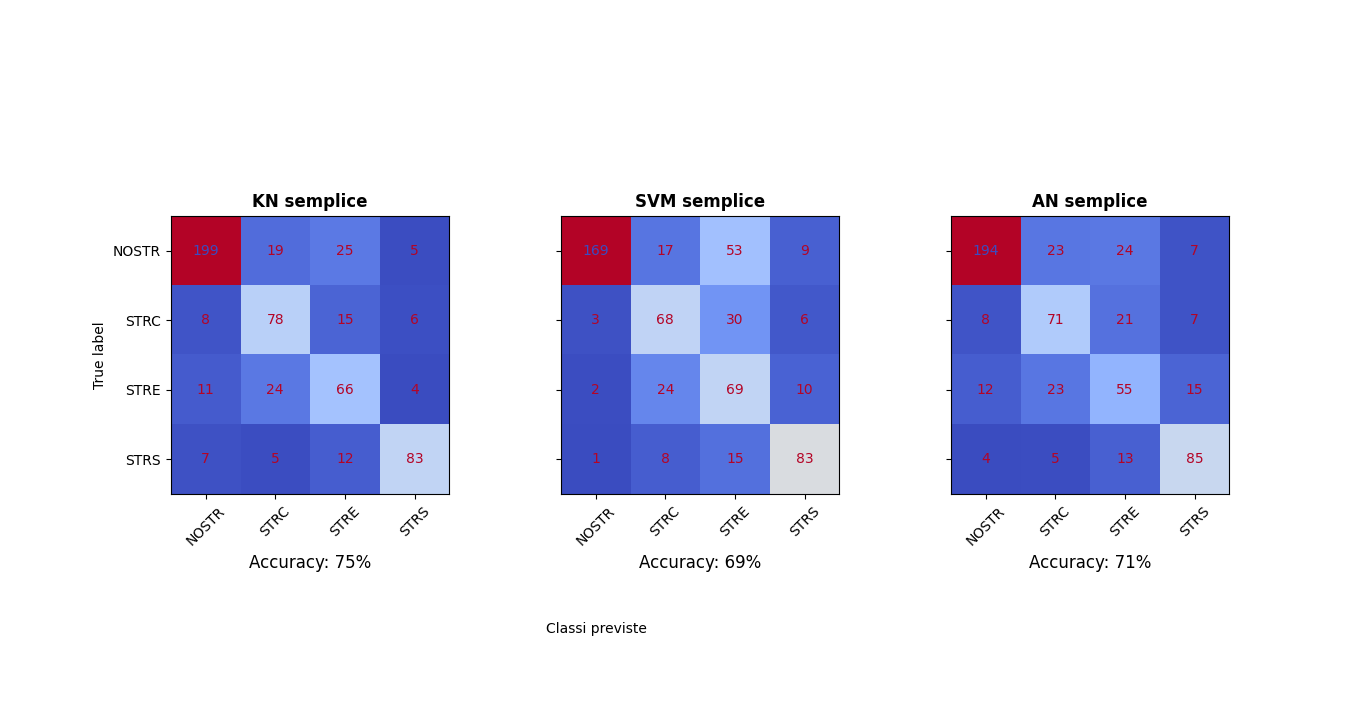 KN semplice
SVM semplice
AN semplice
True label
NOSTR 199 19 25 5
169 17 53 9
194 23 24 7
STRC 8 78 15 6
3 68 30 6
8 71 21 7
STRE 11 24 66 4
2 24 69 10
12 23 55 15
STRS 7 5 12 83
1 8 15 83
4 5 13 85
NOSTR STRC STRE STRS
NOSTR STRC STRE STRS
NOSTR STRC STRE STRS
Accuracy: 75%
Accuracy: 69%
Accuracy: 71%
Classi previste